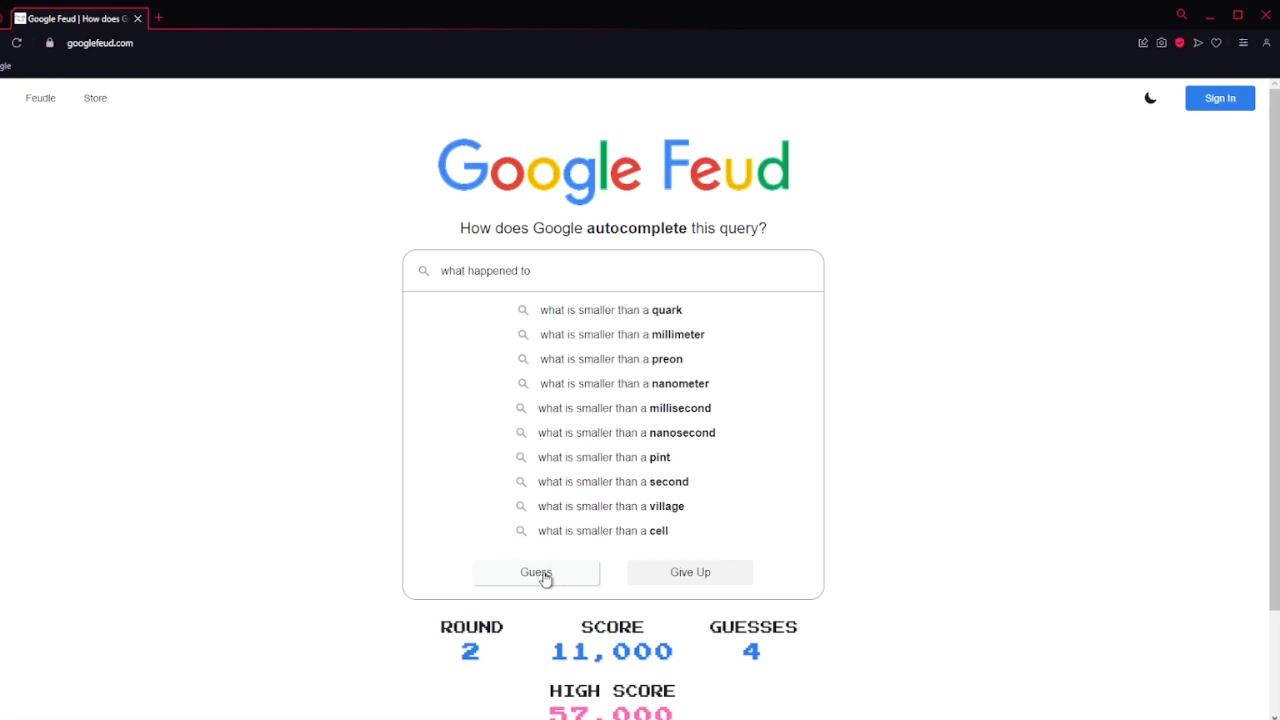 Google Feud | How does G
googlefeud.com
gle
Feudle Store
Sign In
Google Feud
How does Google autocomplete this query?
what happened to
what is smaller than a quark
what is smaller than a millimeter
what is smaller than a preon
what is smaller than a nanometer
what is smaller than a millisecond
what is smaller than a nanosecond
what is smaller than a pint
what is smaller than a second
what is smaller than a village
what is smaller than a cell
Guess Give Up
ROUND SCORE GUESSES
2 11,000 4
HIGH SCORE
57,000